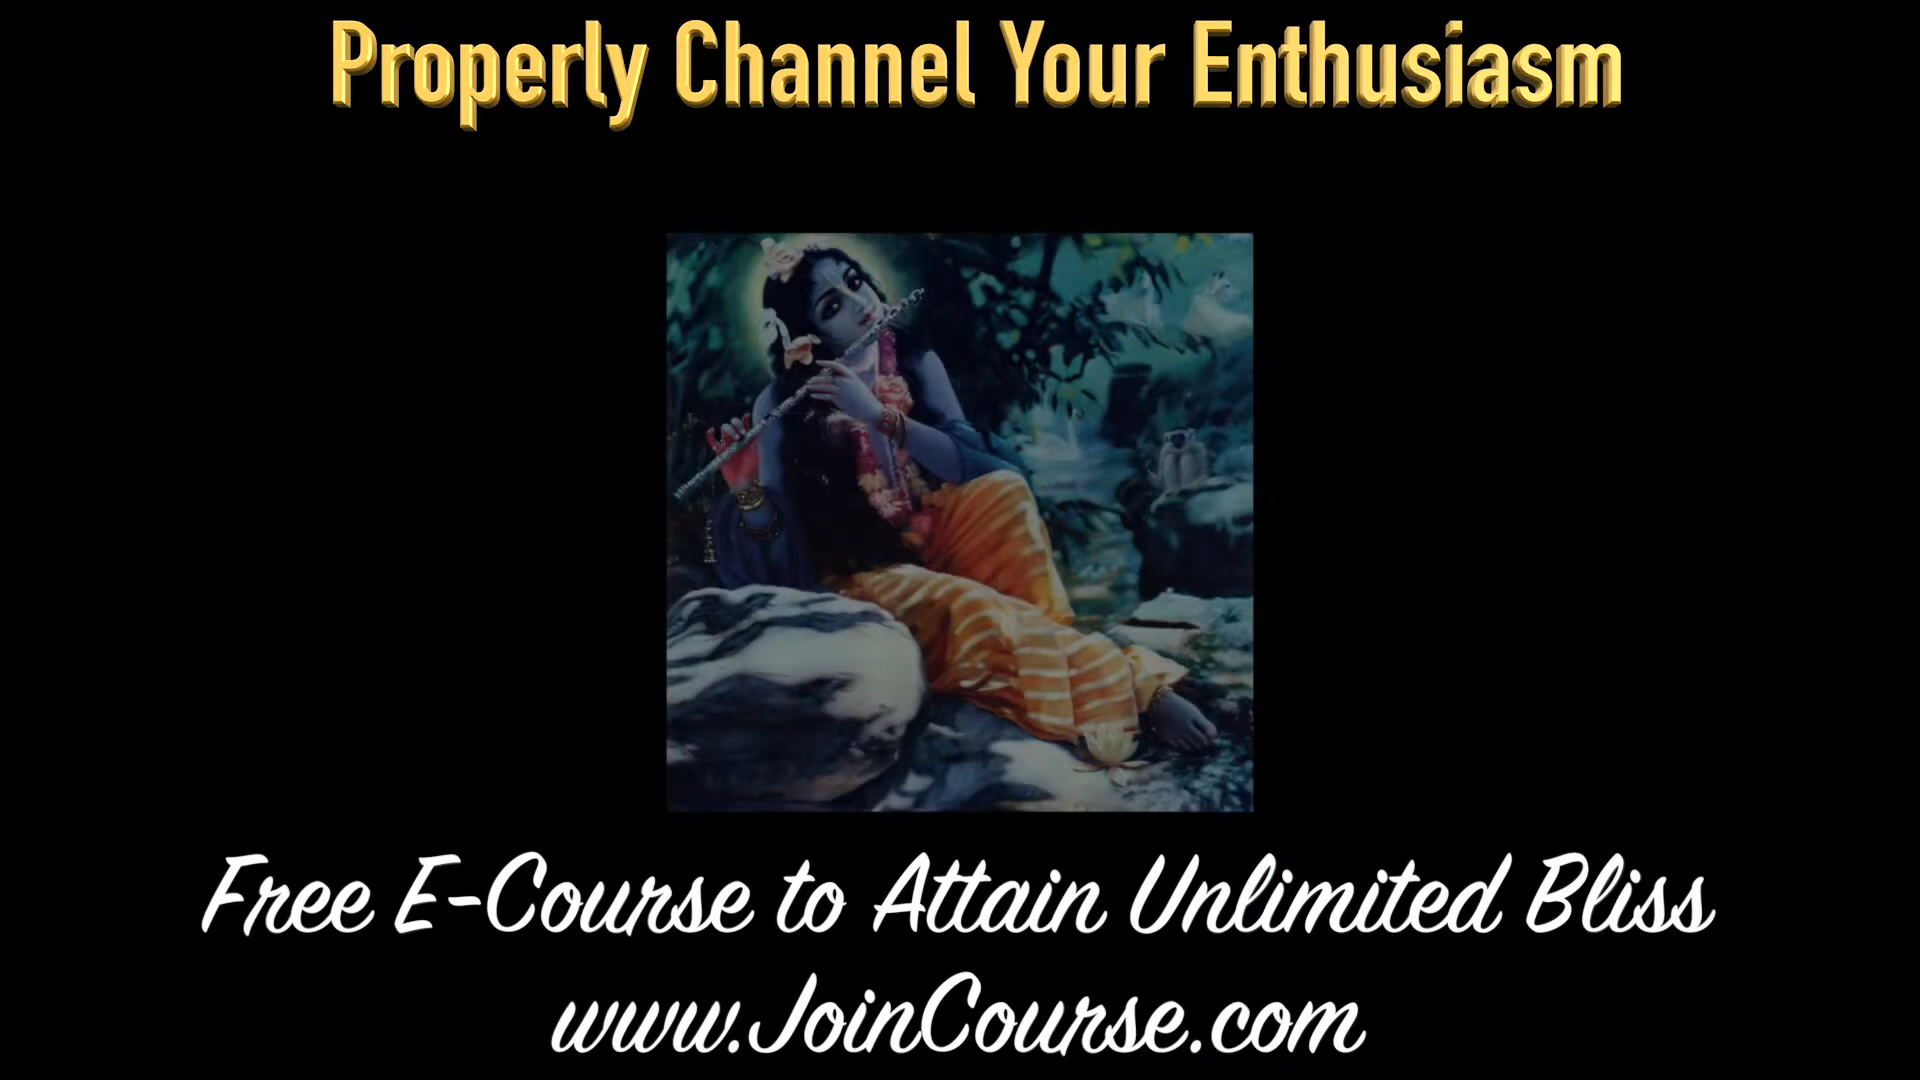 Properly Channel Your Enthusiasm
Free E-Course to Attain Unlimited Bliss
www.JoinCourse.com